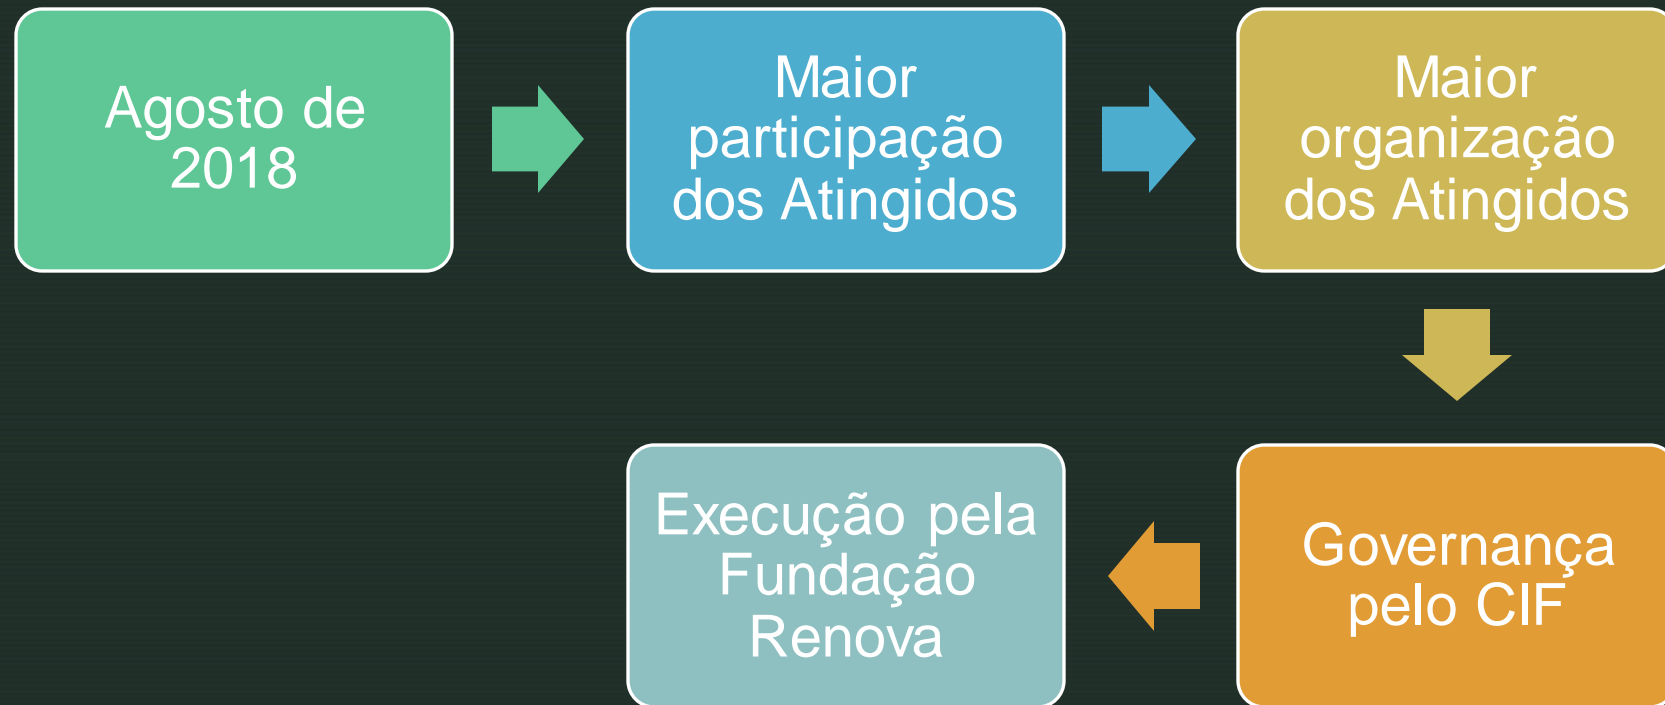 Agosto de
2018
Maior
participação
dos Atingidos
Maior
organização
dos Atingidos
Governança
pelo CIF
Execução pela
Fundação
Renova